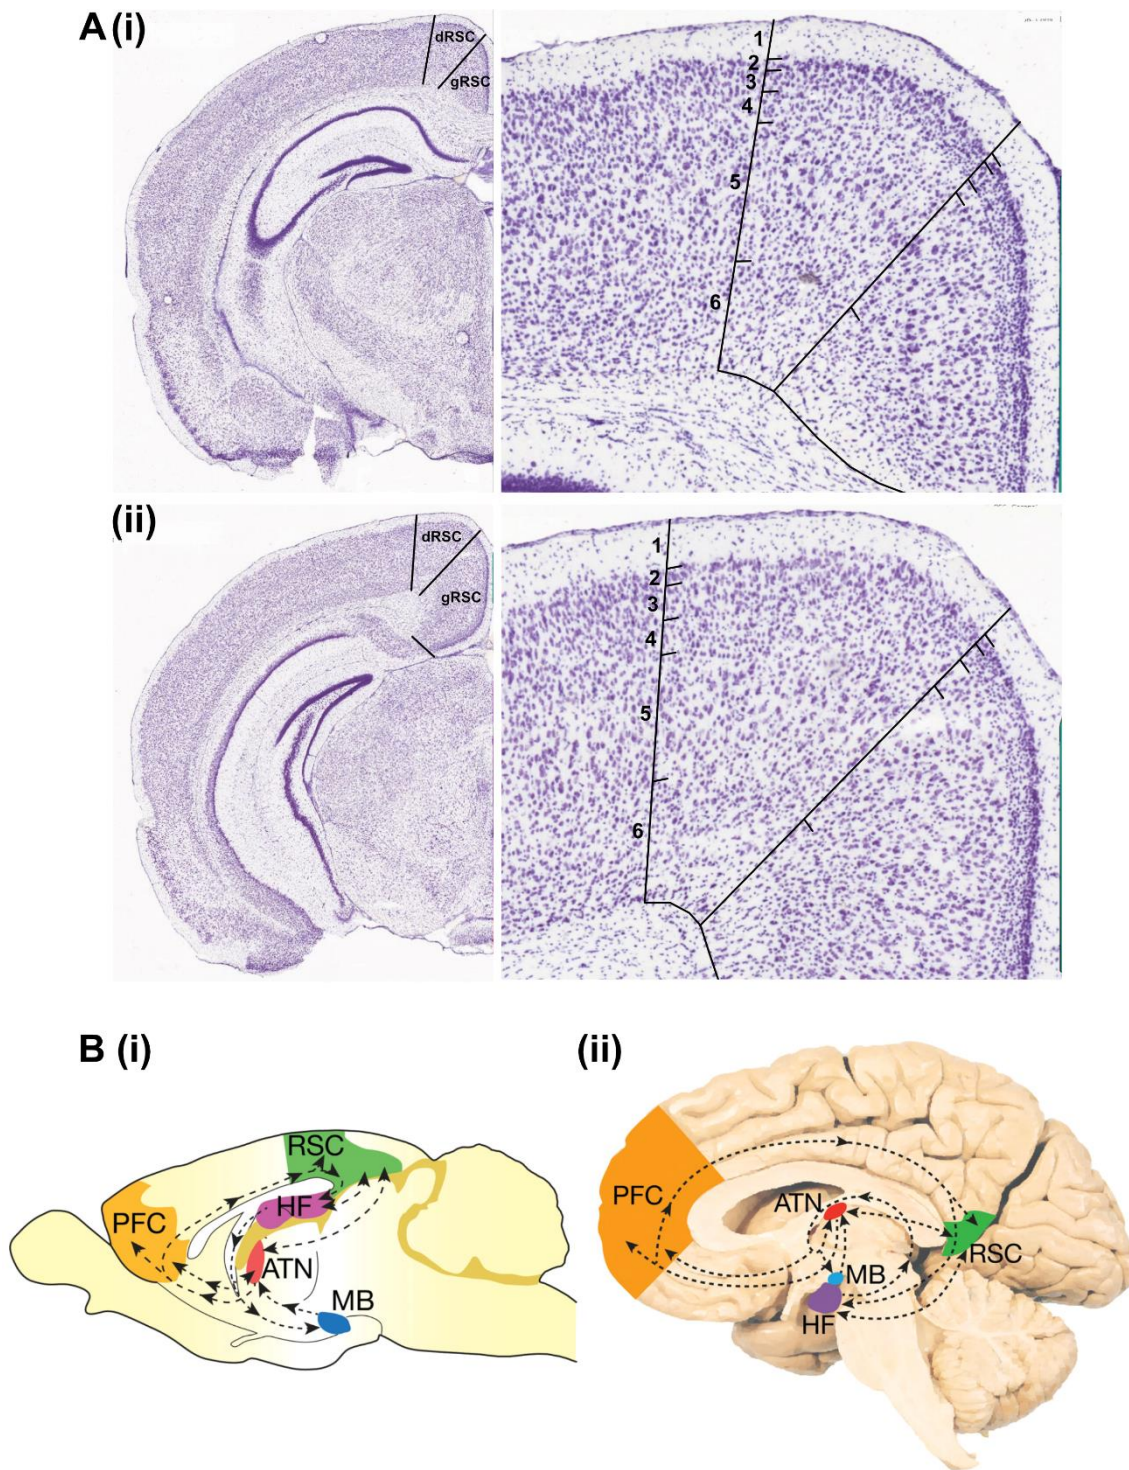 A (i)
dRSC
gRSC
1
2
3
4
5
6
(ii)
dRSC
gRSC
1
2
3
4
5
6
B (i)
RSC
HF
PFC
ATN
MB
(ii)
PFC
ATN
RSC
MB
HF